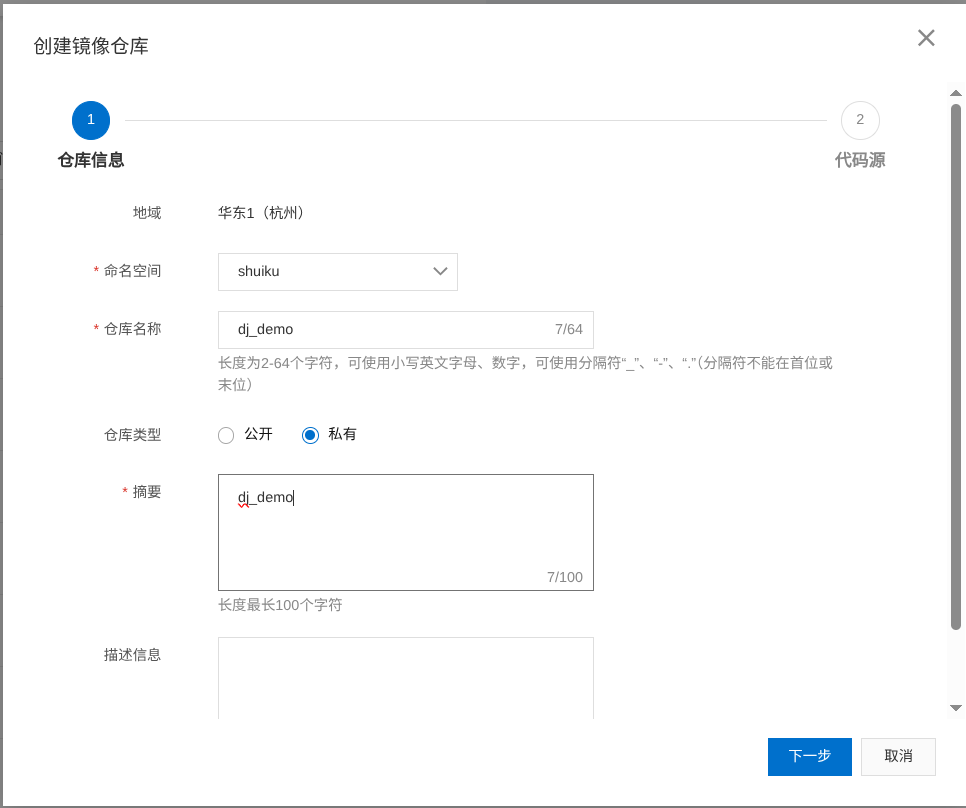 创建镜像仓库
1
2
仓库信息
代码源
地域
华东1（杭州）
* 命名空间
shuiku
* 仓库名称
dj_demo
7/64
长度为2-64个字符，可使用小写英文字母、数字，可使用分隔符“_”、“-”、“.”（分隔符不能在首位或
末位）
仓库类型
公开
私有
* 摘要
dj_demo
7/100
长度最长100个字符
描述信息
下一步
取消